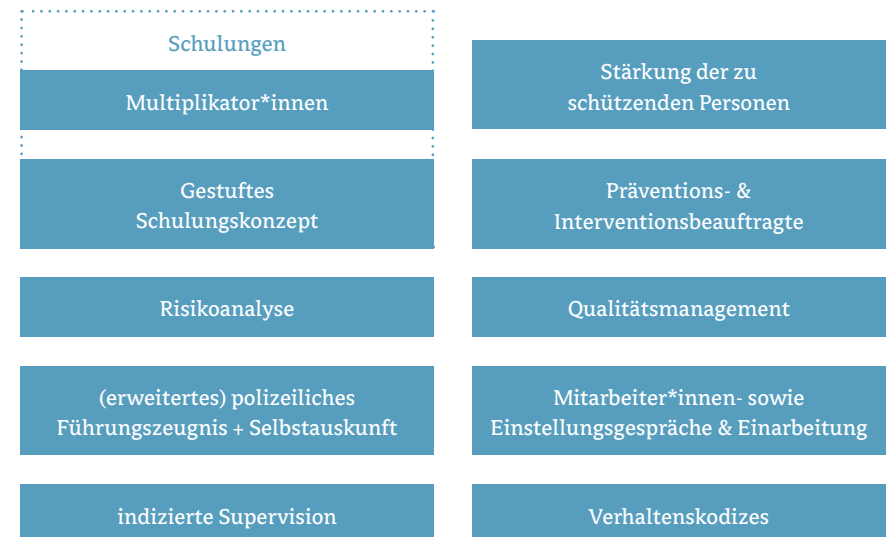 Schulungen
Multiplikator*innen
Gestuftes
Schulungskonzept
Risikoanalyse
(erweitertes) polizeiliches
Führungszeugnis + Selbstauskunft
indizierte Supervision
Stärkung der zu
schützenden Personen
Präventions- &
Interventionsbeauftragte
Qualitätsmanagement
Mitarbeiter*innen- sowie
Einstellungsgespräche & Einarbeitung
Verhaltenskodizes